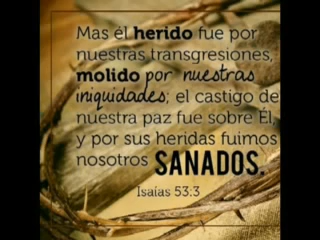 Mas él herido fue por
nuestras transgresiones,
molido por nuestras
iniquidades; el castigo de
nuestra paz fue sobre Él,
y por sus heridas fuimos
nosotros SANADOS.
Isaías 53.3